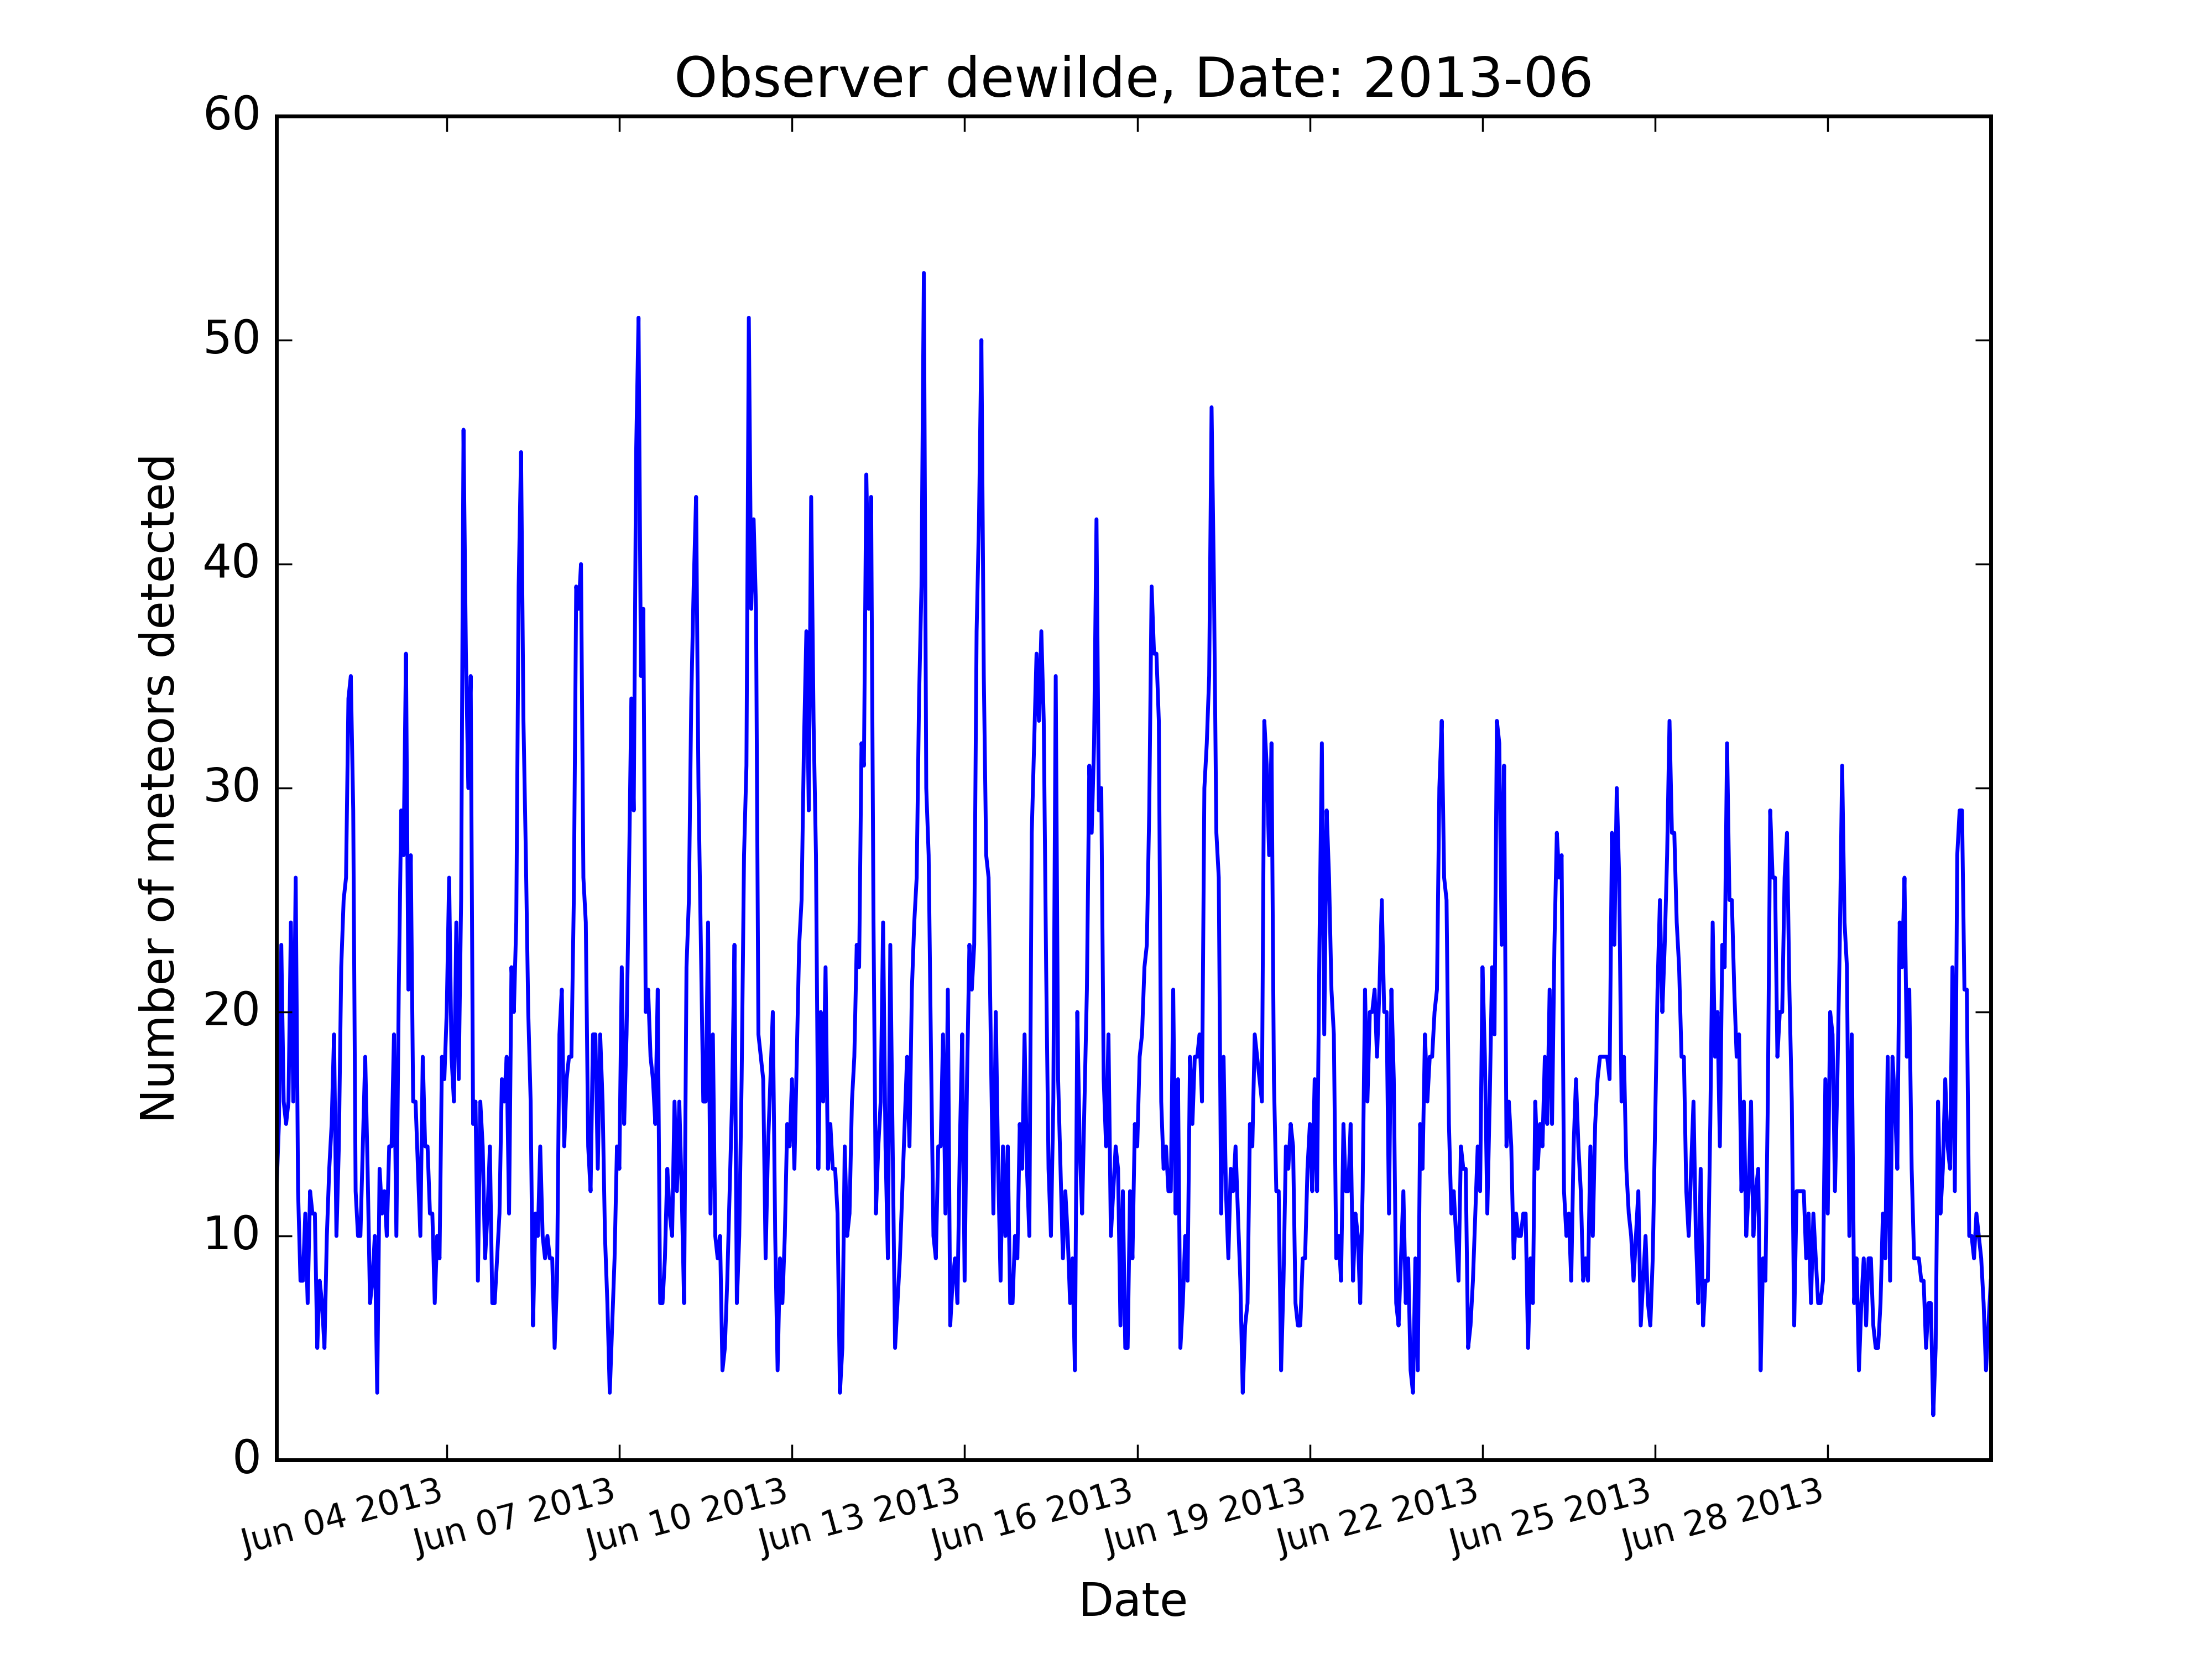 Observer dewilde, Date: 2013-06
60
50
40
30
20
10
0
Number of meteors detected
Jun 04 2013
Jun 07 2013
Jun 10 2013
Jun 13 2013
Jun 16 2013
Jun 19 2013
Jun 22 2013
Jun 25 2013
Jun 28 2013
Date